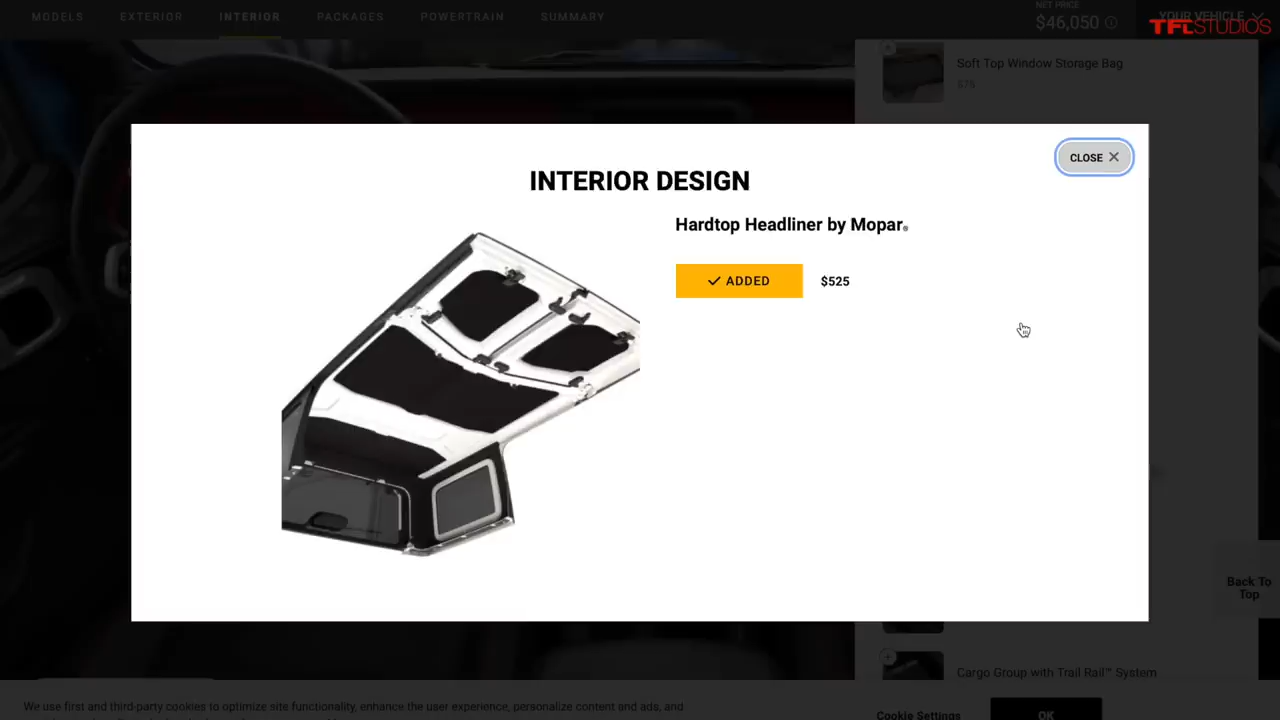 MODELS EXTERIOR INTERIOR PACKAGES POWERTRAIN SUMMARY
NET PRICE
$46,050
YOUR VEHICLE
TFLSTUDIOS
Soft Top Window Storage Bag
$75
CLOSE
INTERIOR DESIGN
Hardtop Headliner by Mopar®
ADDED $525
Back To
Top
Cargo Group with Trail Rail™ System
We use first and third-party cookies to optimize site functionality, enhance the user experience, personalize content and ads, and
Cookie Settings
OK